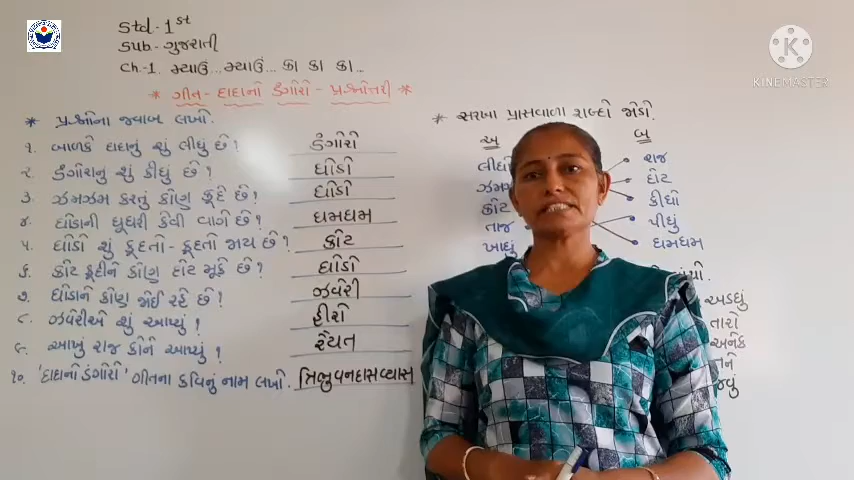 Std - 1st
Sub - ગુજરાતી
Ch-1. મ્યાઉં...મ્યાઉં... કા કા કા...
* ગીત - દાદાનો ડંગોરો - પ્રશ્નોત્તરી *
* પ્રશ્નોના જવાબ લખો.
૧. બાળકે દાદાનું શું લીધું છે? ડંગોરો
૨. ડંગોરાનું શું કીધું છે? ઘોડો
૩. ઝમઝમ કરતું કોણ કૂદે છે? ઘોડો
૪. ઘોડાની ઘૂઘરી કેવી વાગે છે? ઘમઘમ
૫. ઘોડો શું કૂદતો - કૂદતો જાય છે? કોટ
૬. કોટ કૂદીને કોણ દોટ મૂકે છે? ઘોડો
૭. ઘોડાને કોણ જોઈ રહે છે? ઝવેરી
૮. ઝવેરીએ શું આપ્યું? હીરો
૯. આખું રાજ કોને આપ્યું? રૈયત
૧૦. 'દાદાનો ડંગોરો' ગીતના કવિનું નામ લખો. ત્રિભુવનદાસ વ્યાસ
* સરખા પ્રાસવાળા શબ્દો જોડો.
અ બ
લીધો રાજ
દોટ
કોટ કીધો
તાજ પીધું
ખાધું ઘમઘમ
અડધું
તારો
અનેક
KINEMASTER